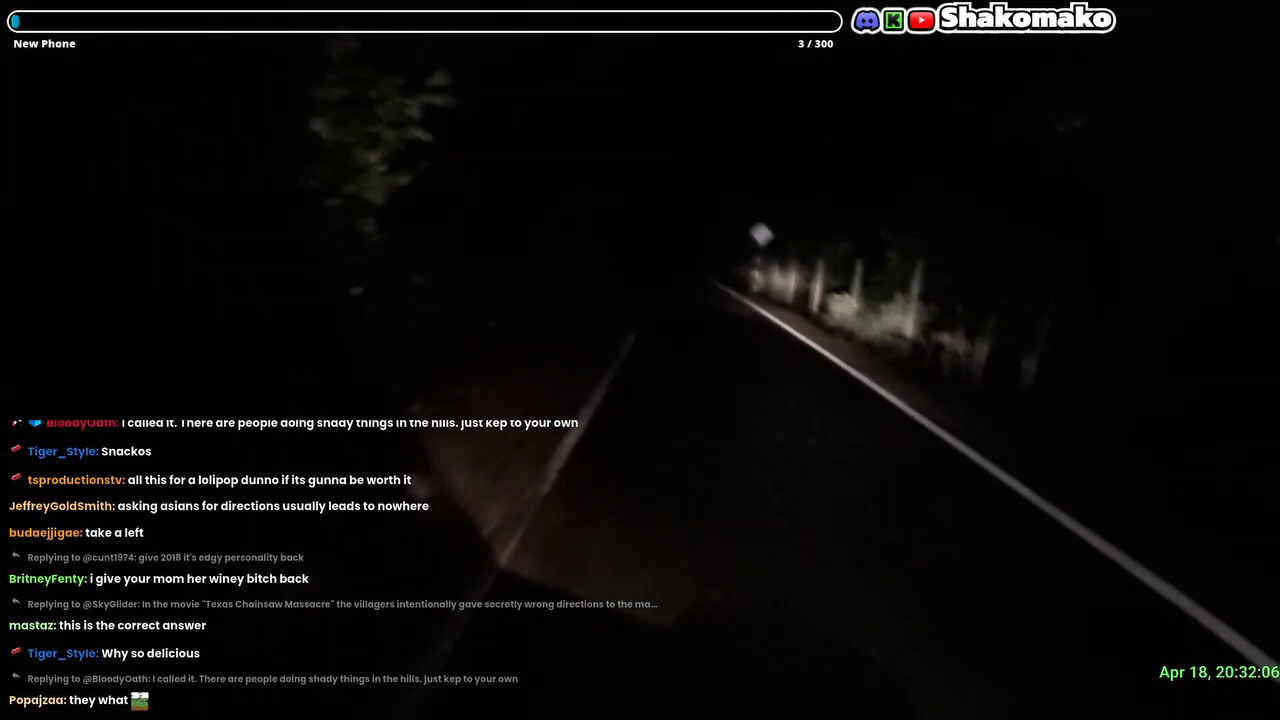 Shakomako
New Phone
3 / 300
BloodyOath: I called it. There are people doing shady things in the hills. just kep to your own
Tiger_Style: Snackos
tsproductionstv: all this for a lolipop dunno if its gunna be worth it
JeffreyGoldSmith: asking asians for directions usually leads to nowhere
budaejjigae: take a left
Replying to @cunt1974: give 2018 it's edgy personality back
BritneyFenty: i give your mom her winey bitch back
Replying to @SkyGlider: In the movie "Texas Chainsaw Massacre" the villagers intentionally gave secretly wrong directions to the ma...
mastaz: this is the correct answer
Tiger_Style: Why so delicious
Replying to @BloodyOath: I called it. There are people doing shady things in the hills. just kep to your own
Popajzaa: they what
Apr 18, 20:32:06